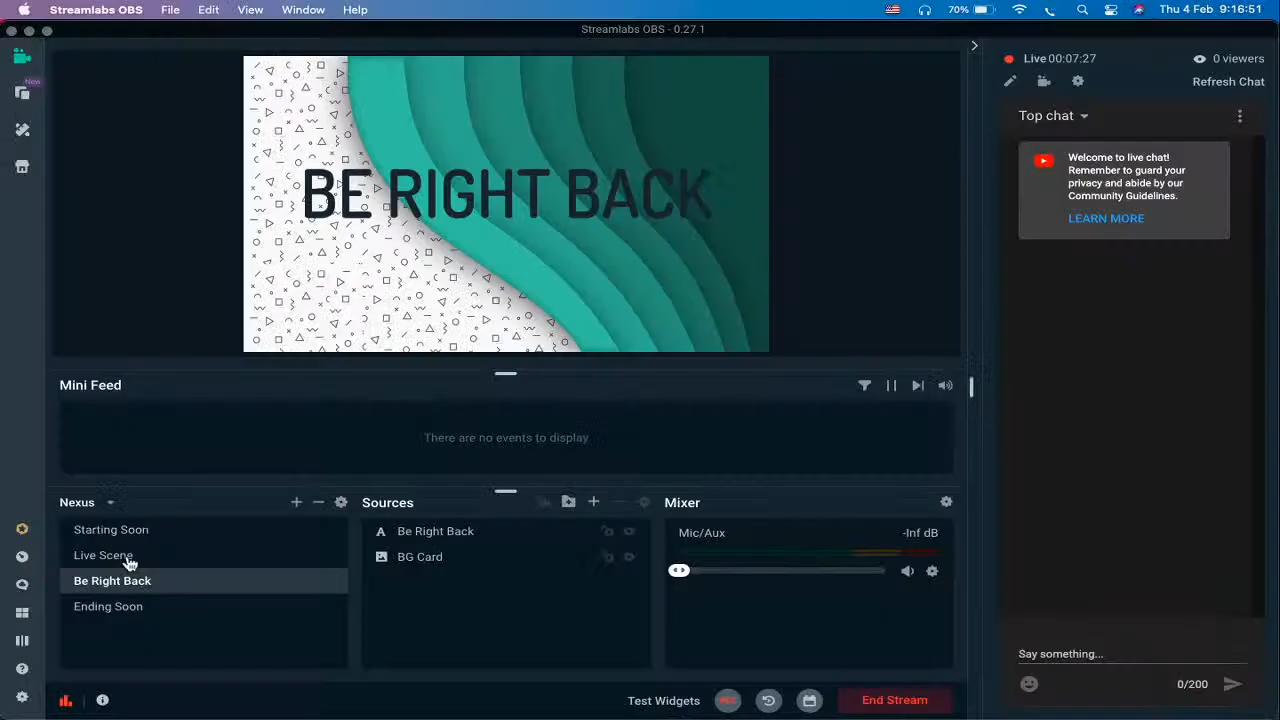 Streamlabs OBS File Edit View Window Help
70% Thu 4 Feb 9:16:51
Streamlabs OBS - 0.27.1
New
BE RIGHT BACK
Live 00:07:27 0 viewers
Refresh Chat
Top chat
Welcome to live chat!
Remember to guard your
privacy and abide by our
Community Guidelines.
LEARN MORE
Mini Feed
There are no events to display
Nexus
Starting Soon
Live Scene
Be Right Back
Ending Soon
Sources
Be Right Back
BG Card
Mixer
Mic/Aux -Inf dB
Say something...
0/200
Test Widgets REC End Stream